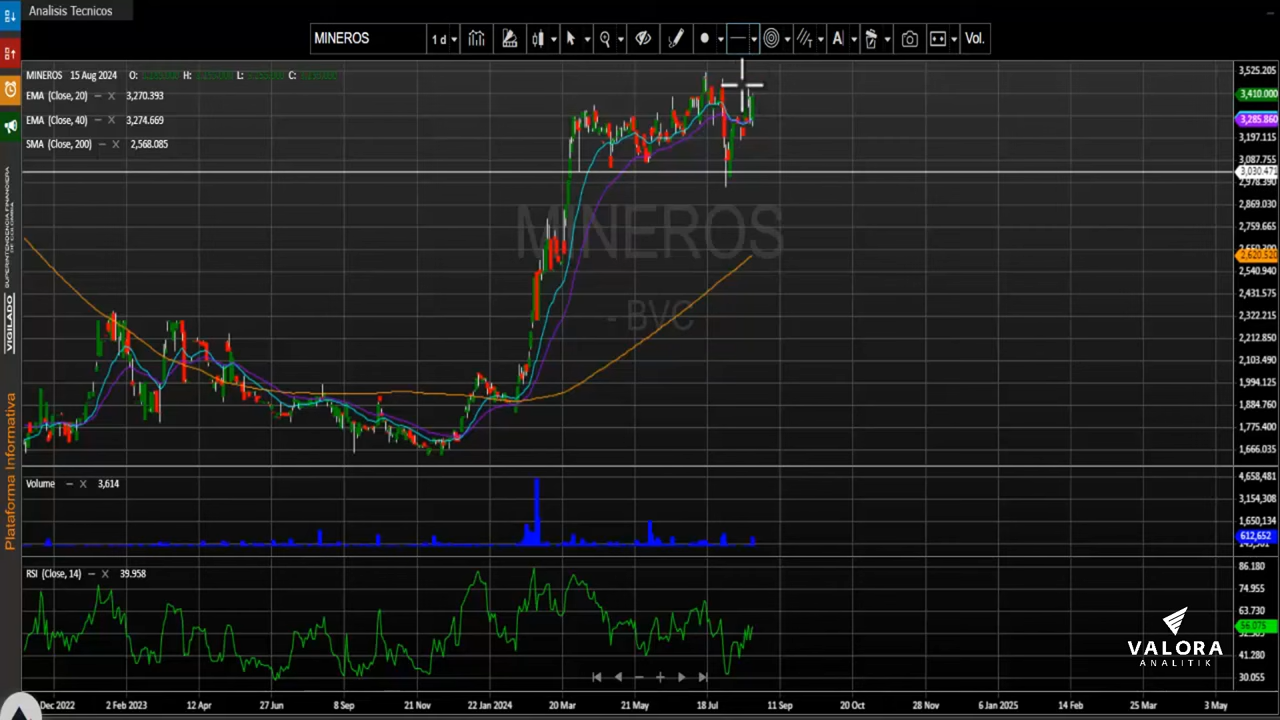 Analisis Tecnicos
MINEROS
1 d
A
Vol.
MINEROS 15 Aug 2024 O: H: L: C:
EMA (Close, 20) – X 3,270.393
EMA (Close, 40) – X 3,274.669
SMA (Close, 200) – X 2,568.085
3,525.205
3,410.000
3,285.860
3,197.115
3,087.755
3,030.471
2,978.390
2,869.030
2,759.665
2,620.520
2,540.940
2,431.575
2,322.215
2,212.850
2,103.490
1,994.125
1,884.760
1,775.400
1,666.035
MINEROS
- BVC
Volume – X 3,614
4,658,481
3,154,308
1,650,134
612,652
RSI (Close, 14) – X 39.958
86.180
74.955
63.730
56.075
41.280
30.055
Dec 2022
2 Feb 2023
12 Apr
27 Jun
8 Sep
21 Nov
22 Jan 2024
20 Mar
21 May
18 Jul
11 Sep
20 Oct
28 Nov
6 Jan 2025
14 Feb
25 Mar
3 May
VIGILADO
SUPERINTENDENCIA FINANCIERA
DE COLOMBIA
Plataforma Informativa
VALORA
ANALITIK